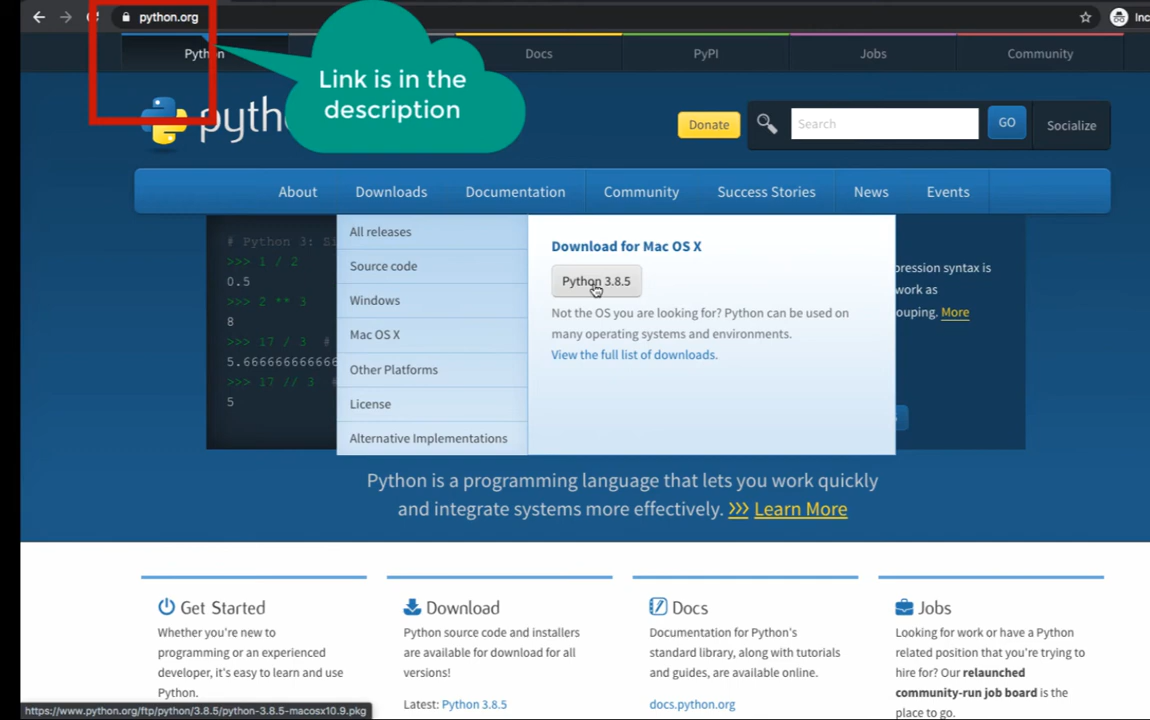 python.org
Inc
Python
Docs
PyPI
Jobs
Community
Link is in the
description
pyth
Donate
Search
GO
Socialize
About
Downloads
Documentation
Community
Success Stories
News
Events
# Python 3: Si
>>> 1 / 2
0.5
>>> 2 ** 3
8
>>> 17 / 3 #
5.666666666666
>>> 17 // 3 #
5
All releases
Source code
Windows
Mac OS X
Other Platforms
License
Alternative Implementations
Download for Mac OS X
Python 3.8.5
Not the OS you are looking for? Python can be used on
many operating systems and environments.
View the full list of downloads.
pression syntax is
work as
ouping. More
Python is a programming language that lets you work quickly
and integrate systems more effectively. >>> Learn More
Get Started
Whether you're new to
programming or an experienced
developer, it's easy to learn and use
Python.
Download
Python source code and installers
are available for download for all
versions!
Latest: Python 3.8.5
Docs
Documentation for Python's
standard library, along with tutorials
and guides, are available online.
docs.python.org
Jobs
Looking for work or have a Python
related position that you're trying to
hire for? Our relaunched
community-run job board is the
place to go.
https://www.python.org/ftp/python/3.8.5/python-3.8.5-macosx10.9.pkg